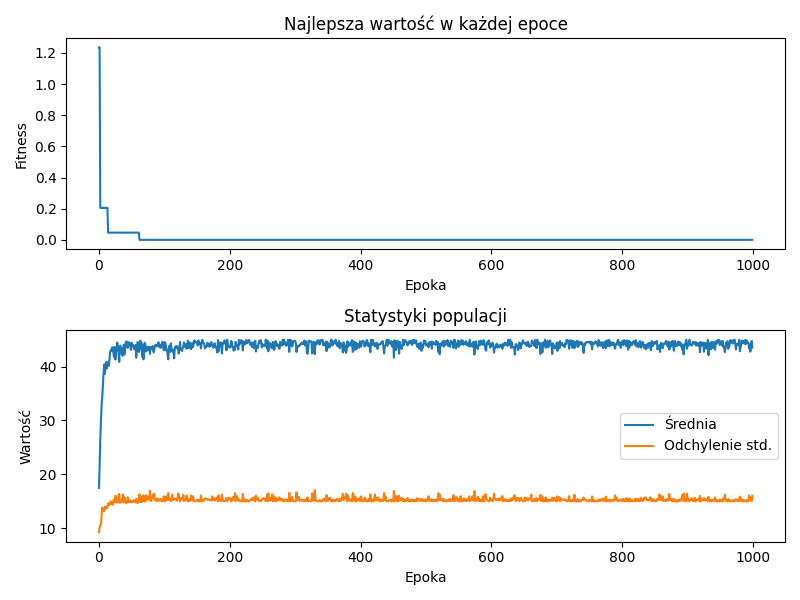 Najlepsza wartość w każdej epoce
Fitness
1.2
1.0
0.8
0.6
0.4
0.2
0.0
0 200 400 600 800 1000
Epoka
Statystyki populacji
Wartość
40
30
20
10
Średnia
Odchylenie std.
0 200 400 600 800 1000
Epoka